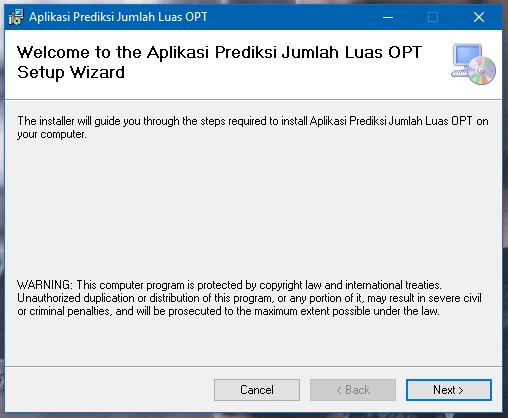 Aplikasi Prediksi Jumlah Luas OPT
Welcome to the Aplikasi Prediksi Jumlah Luas OPT
Setup Wizard
The installer will guide you through the steps required to install Aplikasi Prediksi Jumlah Luas OPT on
your computer.
WARNING: This computer program is protected by copyright law and international treaties.
Unauthorized duplication or distribution of this program, or any portion of it, may result in severe civil
or criminal penalties, and will be prosecuted to the maximum extent possible under the law.
Cancel < Back Next >